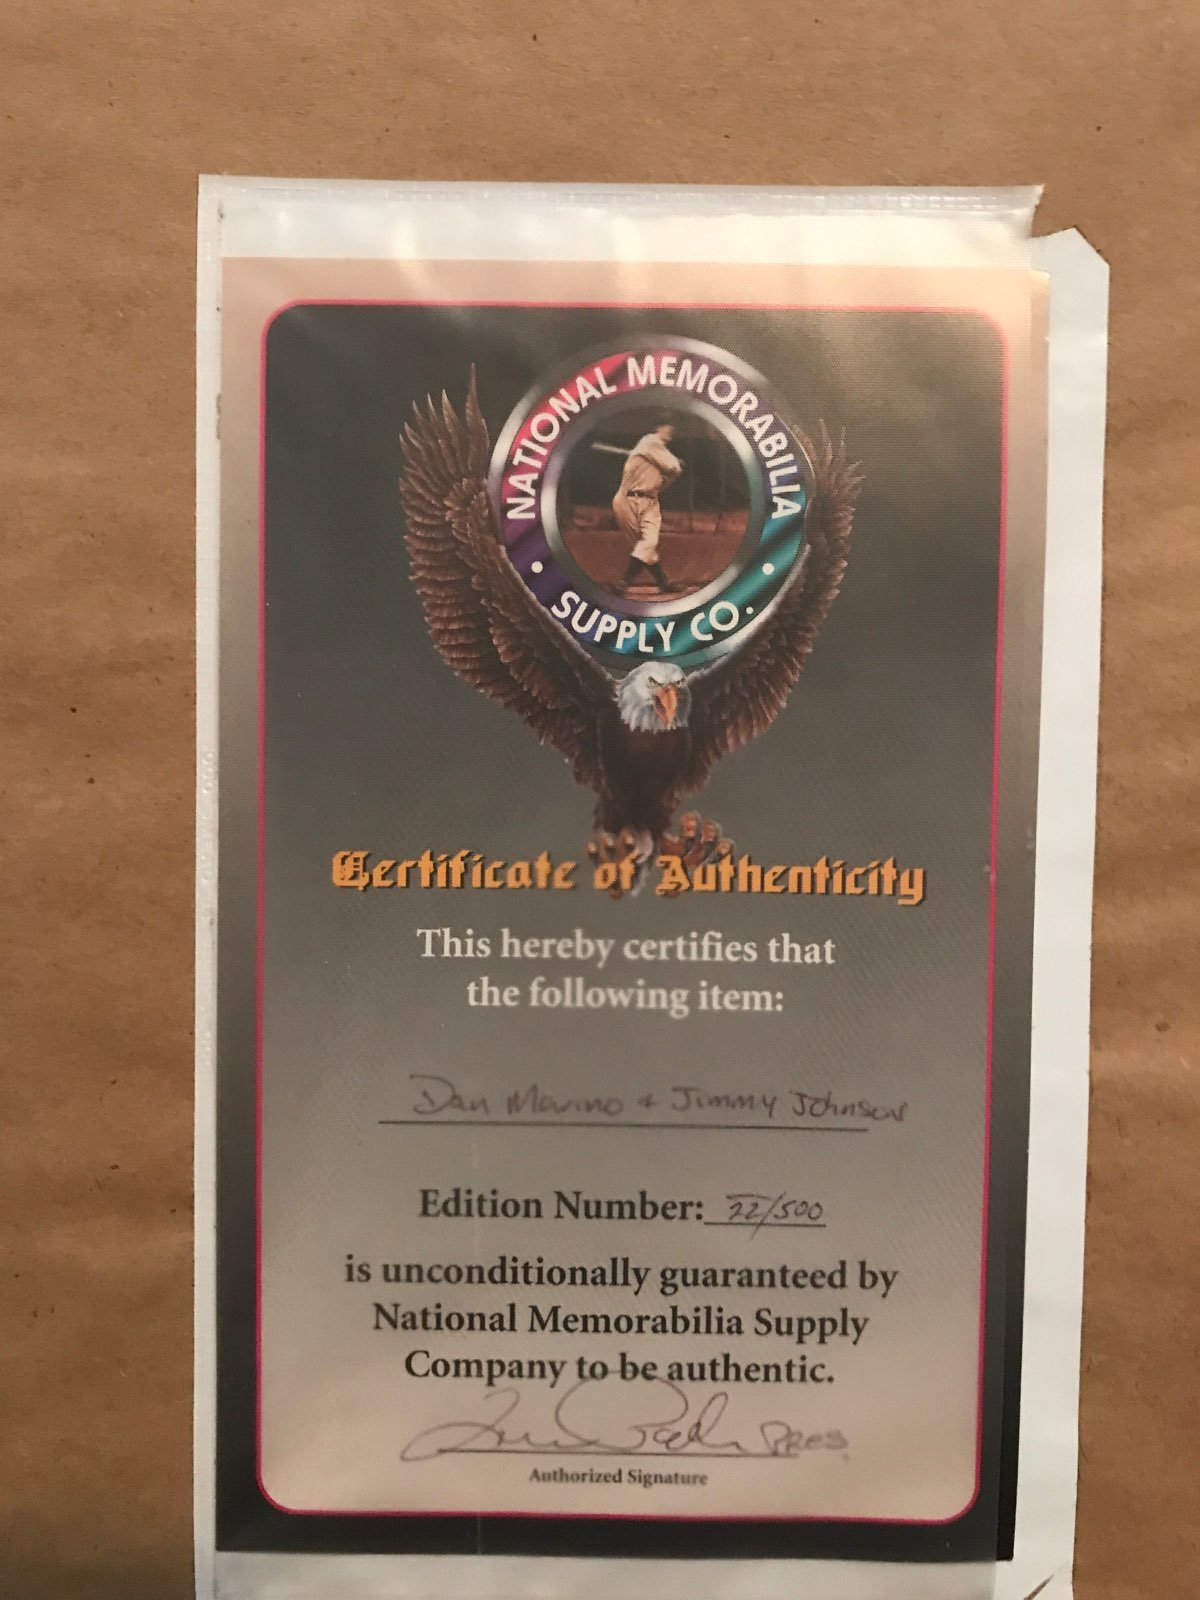 NATIONAL MEMORABILIA
• SUPPLY CO. •
Certificate of Authenticity
This hereby certifies that
the following item:
Dan Marino + Jimmy Johnson
Edition Number: 22/500
is unconditionally guaranteed by
National Memorabilia Supply
Company to be authentic.
PRES.
Authorized Signature